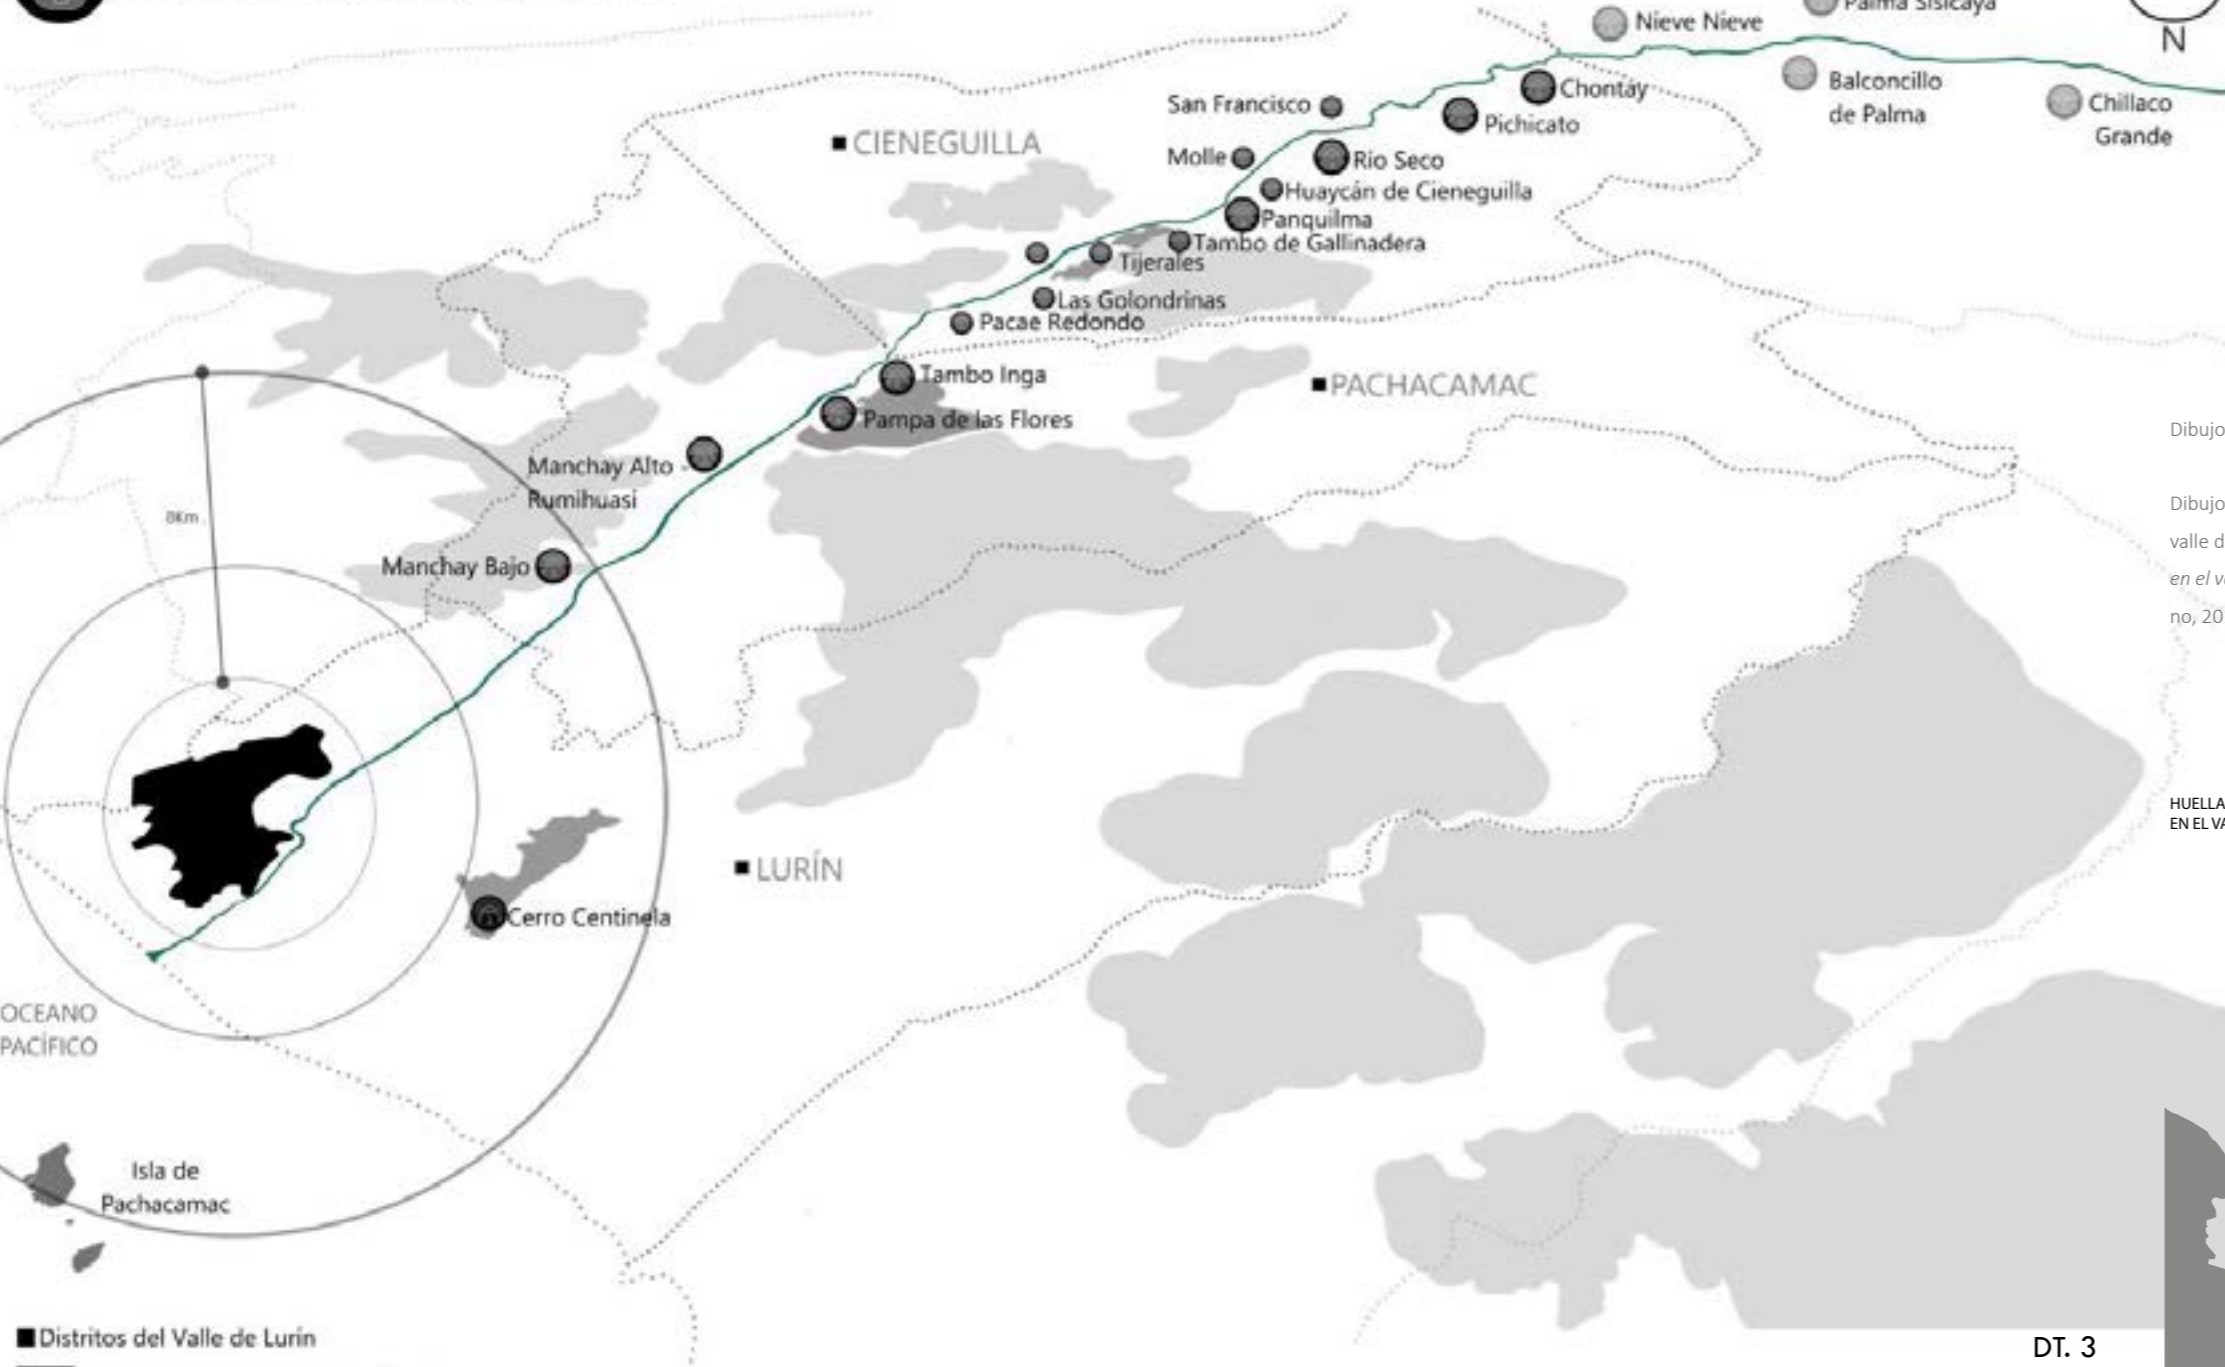 Palma Sisicaya
Nieve Nieve
N
Balconcillo
de Palma
Chillaco
Grande
Chontay
Pichicato
San Francisco
Molle
Rio Seco
Huaycán de Cieneguilla
Panquilma
Tambo de Gallinadera
Tijerales
Las Golondrinas
Pacae Redondo
CIENEGUILLA
Tambo Inga
PACHACAMAC
Pampa de las Flores
Manchay Alto
Rumihuasi
8Km
Manchay Bajo
LURÍN
Cerro Centinela
OCEANO
PACÍFICO
Isla de
Pachacamac
Distritos del Valle de Lurin
Dibujo
Dibujo
valle d
en el v
no, 20
HUELLA
EN EL VA
DT. 3